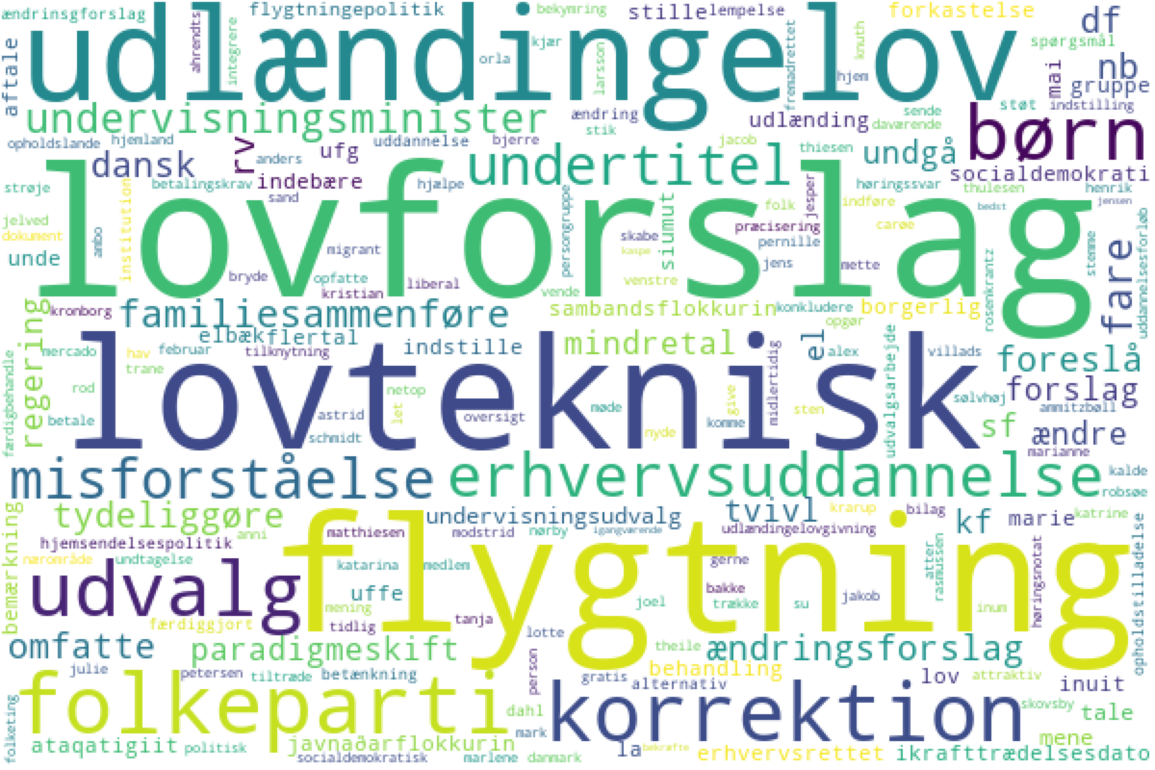 ændringsforslag
flygtningepolitik
bekymring
stille
lempelse
forkastelse
df
aftale
udlændingelov
ahrendts
integrere
orla
kjær
larsson
fremadrettet
knuth
hjem
spørgsmål
mai
nb
gruppe
undervisningsminister
ændring
stik
udlænding
sende
daværende
støt
indstilling
børn
opholdslande
hjemland
rv
anders
ufg
uddannelse
bjerre
jacob
thiesen
undgå
dansk
undertitel
socialdemokrati
strøje
betalingskrav
indebære
sand
hjælpe
persongruppe
folk
jesper
indføre
høringssvar
thulesen
henrik
jelved
dokument
ambo
institution
lovforslag
migrant
skabe
kaspe
siumut
præcisering
pernille
carøe
bedst
jensen
unde
bryde
opfatte
kristian
liberal
vende
venstre
jens
mette
rosenkrantz
stemme
fare
uddannelsesforløb
regering
kronborg
familiesammenføre
sambandsflokkurin
konkludere
borgerlig
opgør
elbæk
flertal
mercado
hav
februar
tilknytning
indstille
mindretal
el
alex
udvalgsarbejde
villads
foreslå
færdigbehandle
trane
rod
betale
lovteknisk
astrid
schmidt
netop
let
oversigt
møde
nyde
give
komme
midlertidig
sten
sølvhøj
forslag
ammitzbøll
sf
ændre
marianne
misforståelse
erhvervsuddannelse
kalde
robsøe
bemærkning
tydeliggøre
undervisningsudvalg
tvivl
krarup
bilag
kf
marie
katrine
hjemsendelsespolitik
anni
matthiesen
modstrid
nørby
igangværende
udlændingelovgivning
nærområde
undtagelse
flygtning
katarina
medlem
gerne
atter
rasmussen
høringsnotat
opholdstilladelse
udvalg
uffe
mening
bakke
trække
su
jakob
joel
inum
færdiggjort
tidlig
tanja
omfatte
paradigmeskift
lotte
theile
ændringsforslag
julie
petersen
tiltræde
betænkning
person
gratis
behandling
alternativ
lov
attraktiv
inuit
folkeparti
dahl
korrektion
skovsby
tale
folketing
ataqatigiit
politisk
javnaðarflokkurin
mark
socialdemokratisk
marlene
danmark
la
bekræfte
erhvervsrettet
mene
ikrafttrædelsesdato